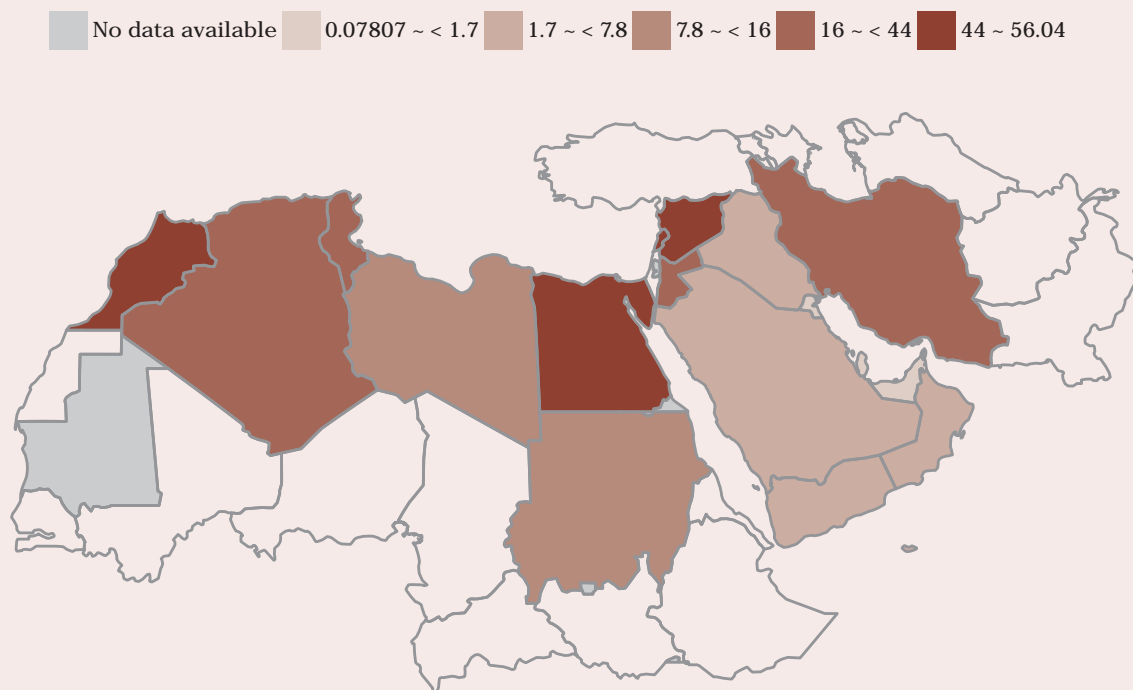 No data available 0.07807 ~ < 1.7 1.7 ~ < 7.8 7.8 ~ < 16 16 ~ < 44 44 ~ 56.04